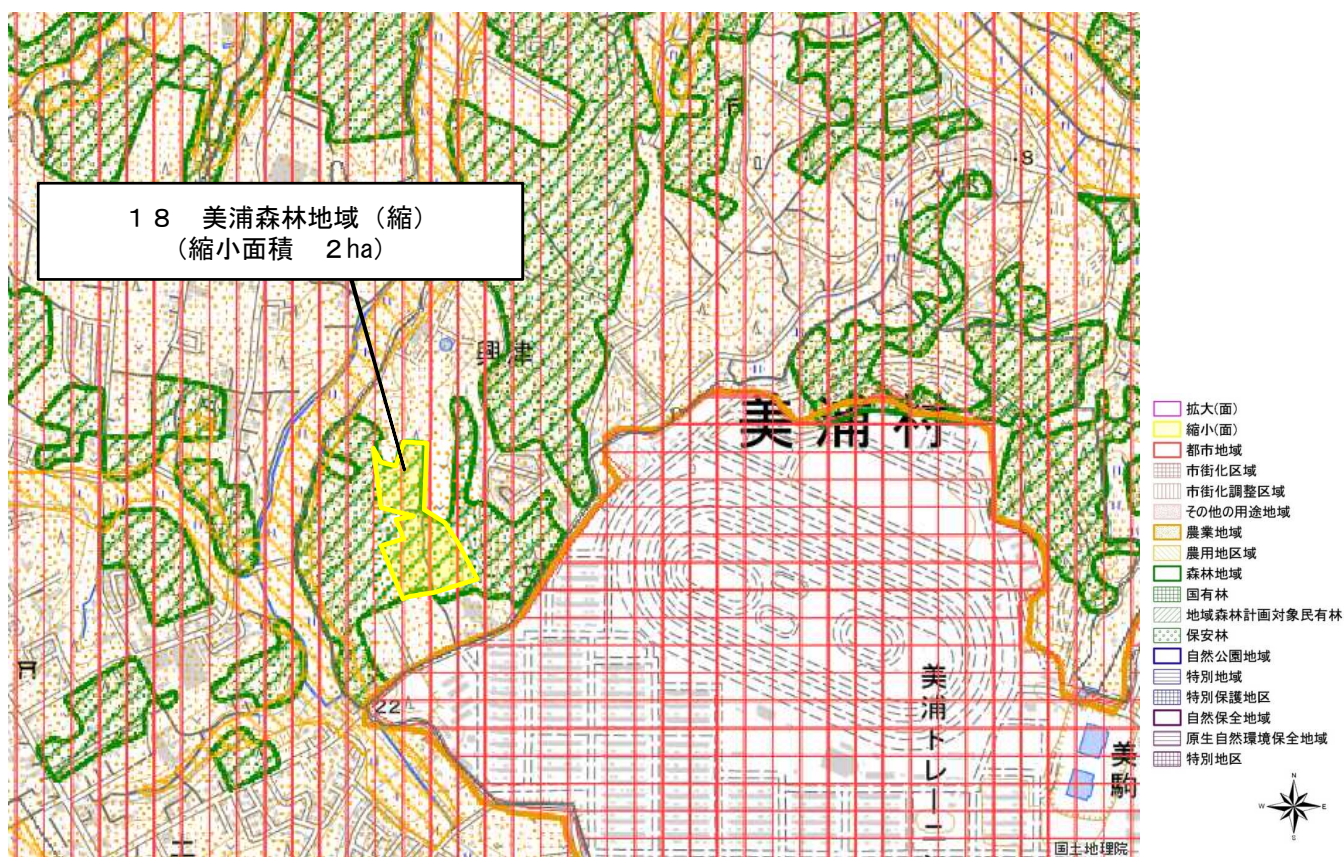 18 美浦森林地域（縮）
（縮小面積 2ha）
8
興津
美浦村
22
美浦トレーニ
美駒
国土地理院
拡大(面)
縮小(面)
都市地域
市街化区域
市街化調整区域
その他の用途地域
農業地域
農用地区域
森林地域
国有林
地域森林計画対象民有林
保安林
自然公園地域
特別地域
特別保護地区
自然保全地域
原生自然環境保全地域
特別地区
N
W
E
S